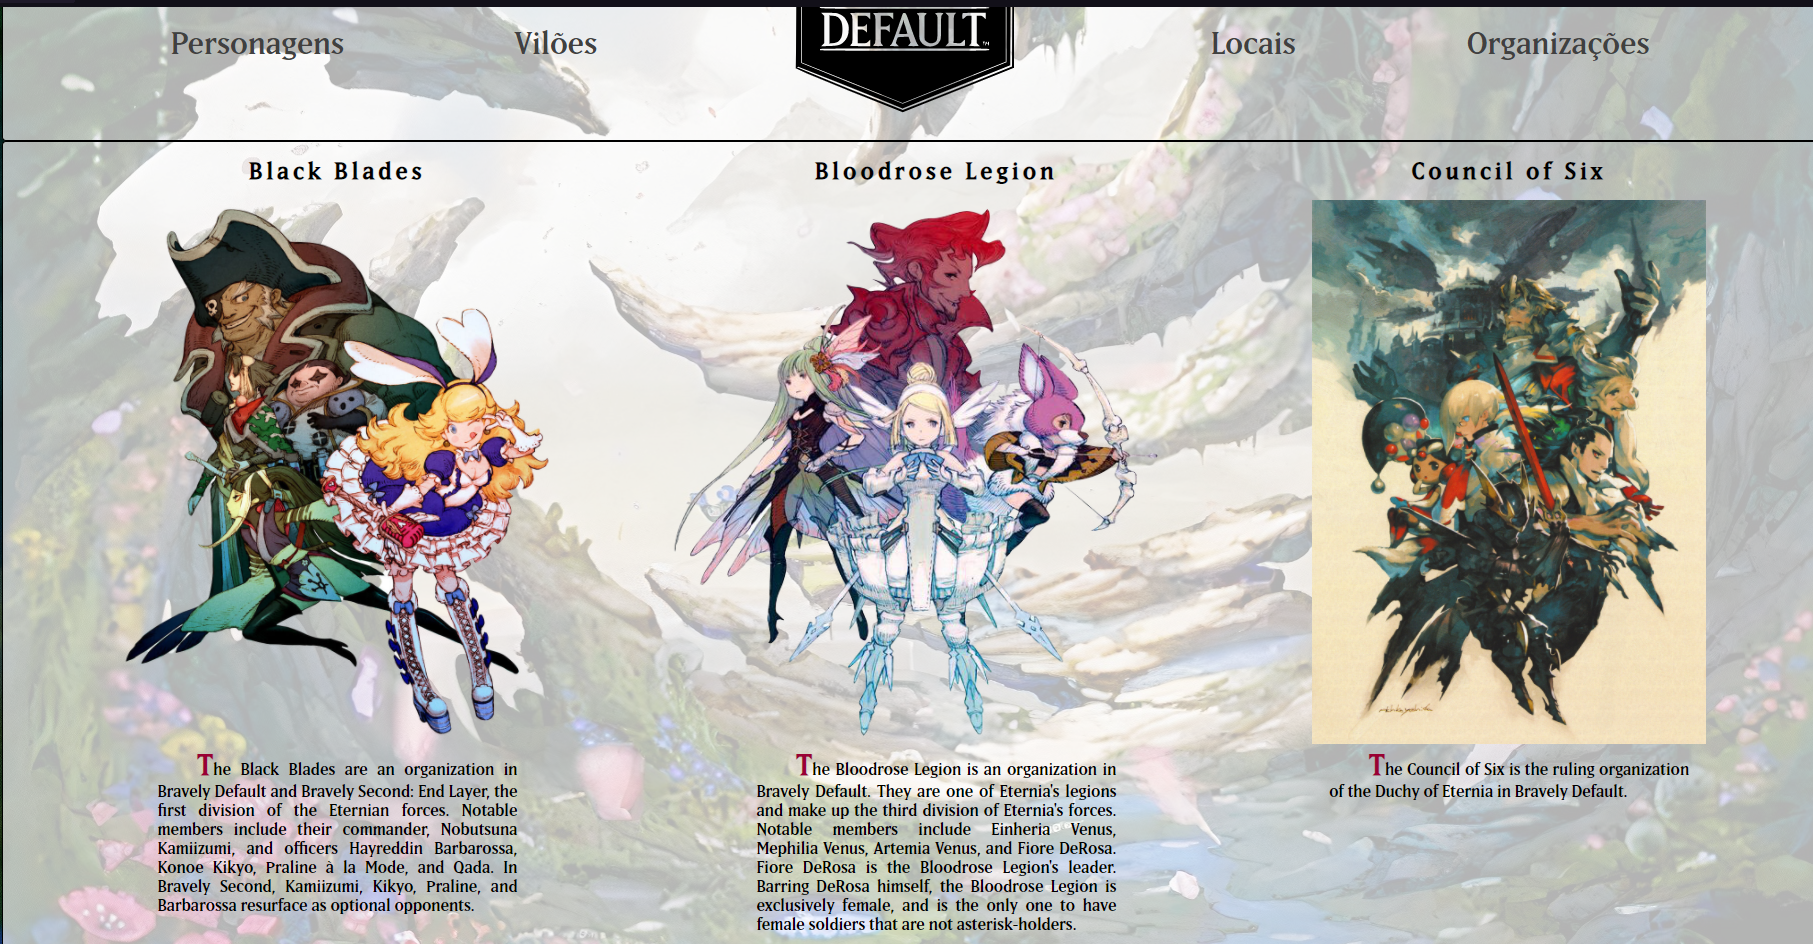 Personagens
Vilões
DEFAULT
Locais
Organizações
Black Blades
The Black Blades are an organization in
Bravely Default and Bravely Second: End Layer, the
first division of the Eternian forces. Notable
members include their commander, Nobutsuna
Kamiizumi, and officers Hayreddin Barbarossa,
Konoe Kikyo, Praline à la Mode, and Qada. In
Bravely Second, Kamiizumi, Kikyo, Praline, and
Barbarossa resurface as optional opponents.
Bloodrose Legion
The Bloodrose Legion is an organization in
Bravely Default. They are one of Eternia's legions
and make up the third division of Eternia's forces.
Notable members include Einheria Venus,
Mephilia Venus, Artemia Venus, and Fiore DeRosa.
Fiore DeRosa is the Bloodrose Legion's leader.
Barring DeRosa himself, the Bloodrose Legion is
exclusively female, and is the only one to have
female soldiers that are not asterisk-holders.
Council of Six
The Council of Six is the ruling organization
of the Duchy of Eternia in Bravely Default.